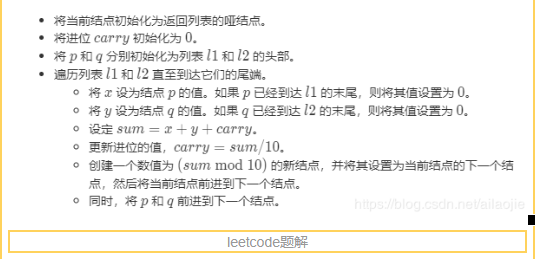 将当前结点初始化为返回列表的哑结点。
将进位 carry 初始化为 0。
将 p 和 q 分别初始化为列表 l1 和 l2 的头部。
遍历列表 l1 和 l2 直至到达它们的尾端。
将 x 设为结点 p 的值。如果 p 已经到达 l1 的末尾，则将其值设置为 0。
将 y 设为结点 q 的值。如果 q 已经到达 l2 的末尾，则将其值设置为 0。
设定 sum = x + y + carry。
更新进位的值，carry = sum/10。
创建一个数值为 (sum mod 10) 的新结点，并将其设置为当前结点的下一个结
点，然后将当前结点前进到下一个结点。
同时，将 p 和 q 前进到下一个结点。
https://blog.csdn.net/ailaojie
leetcode题解